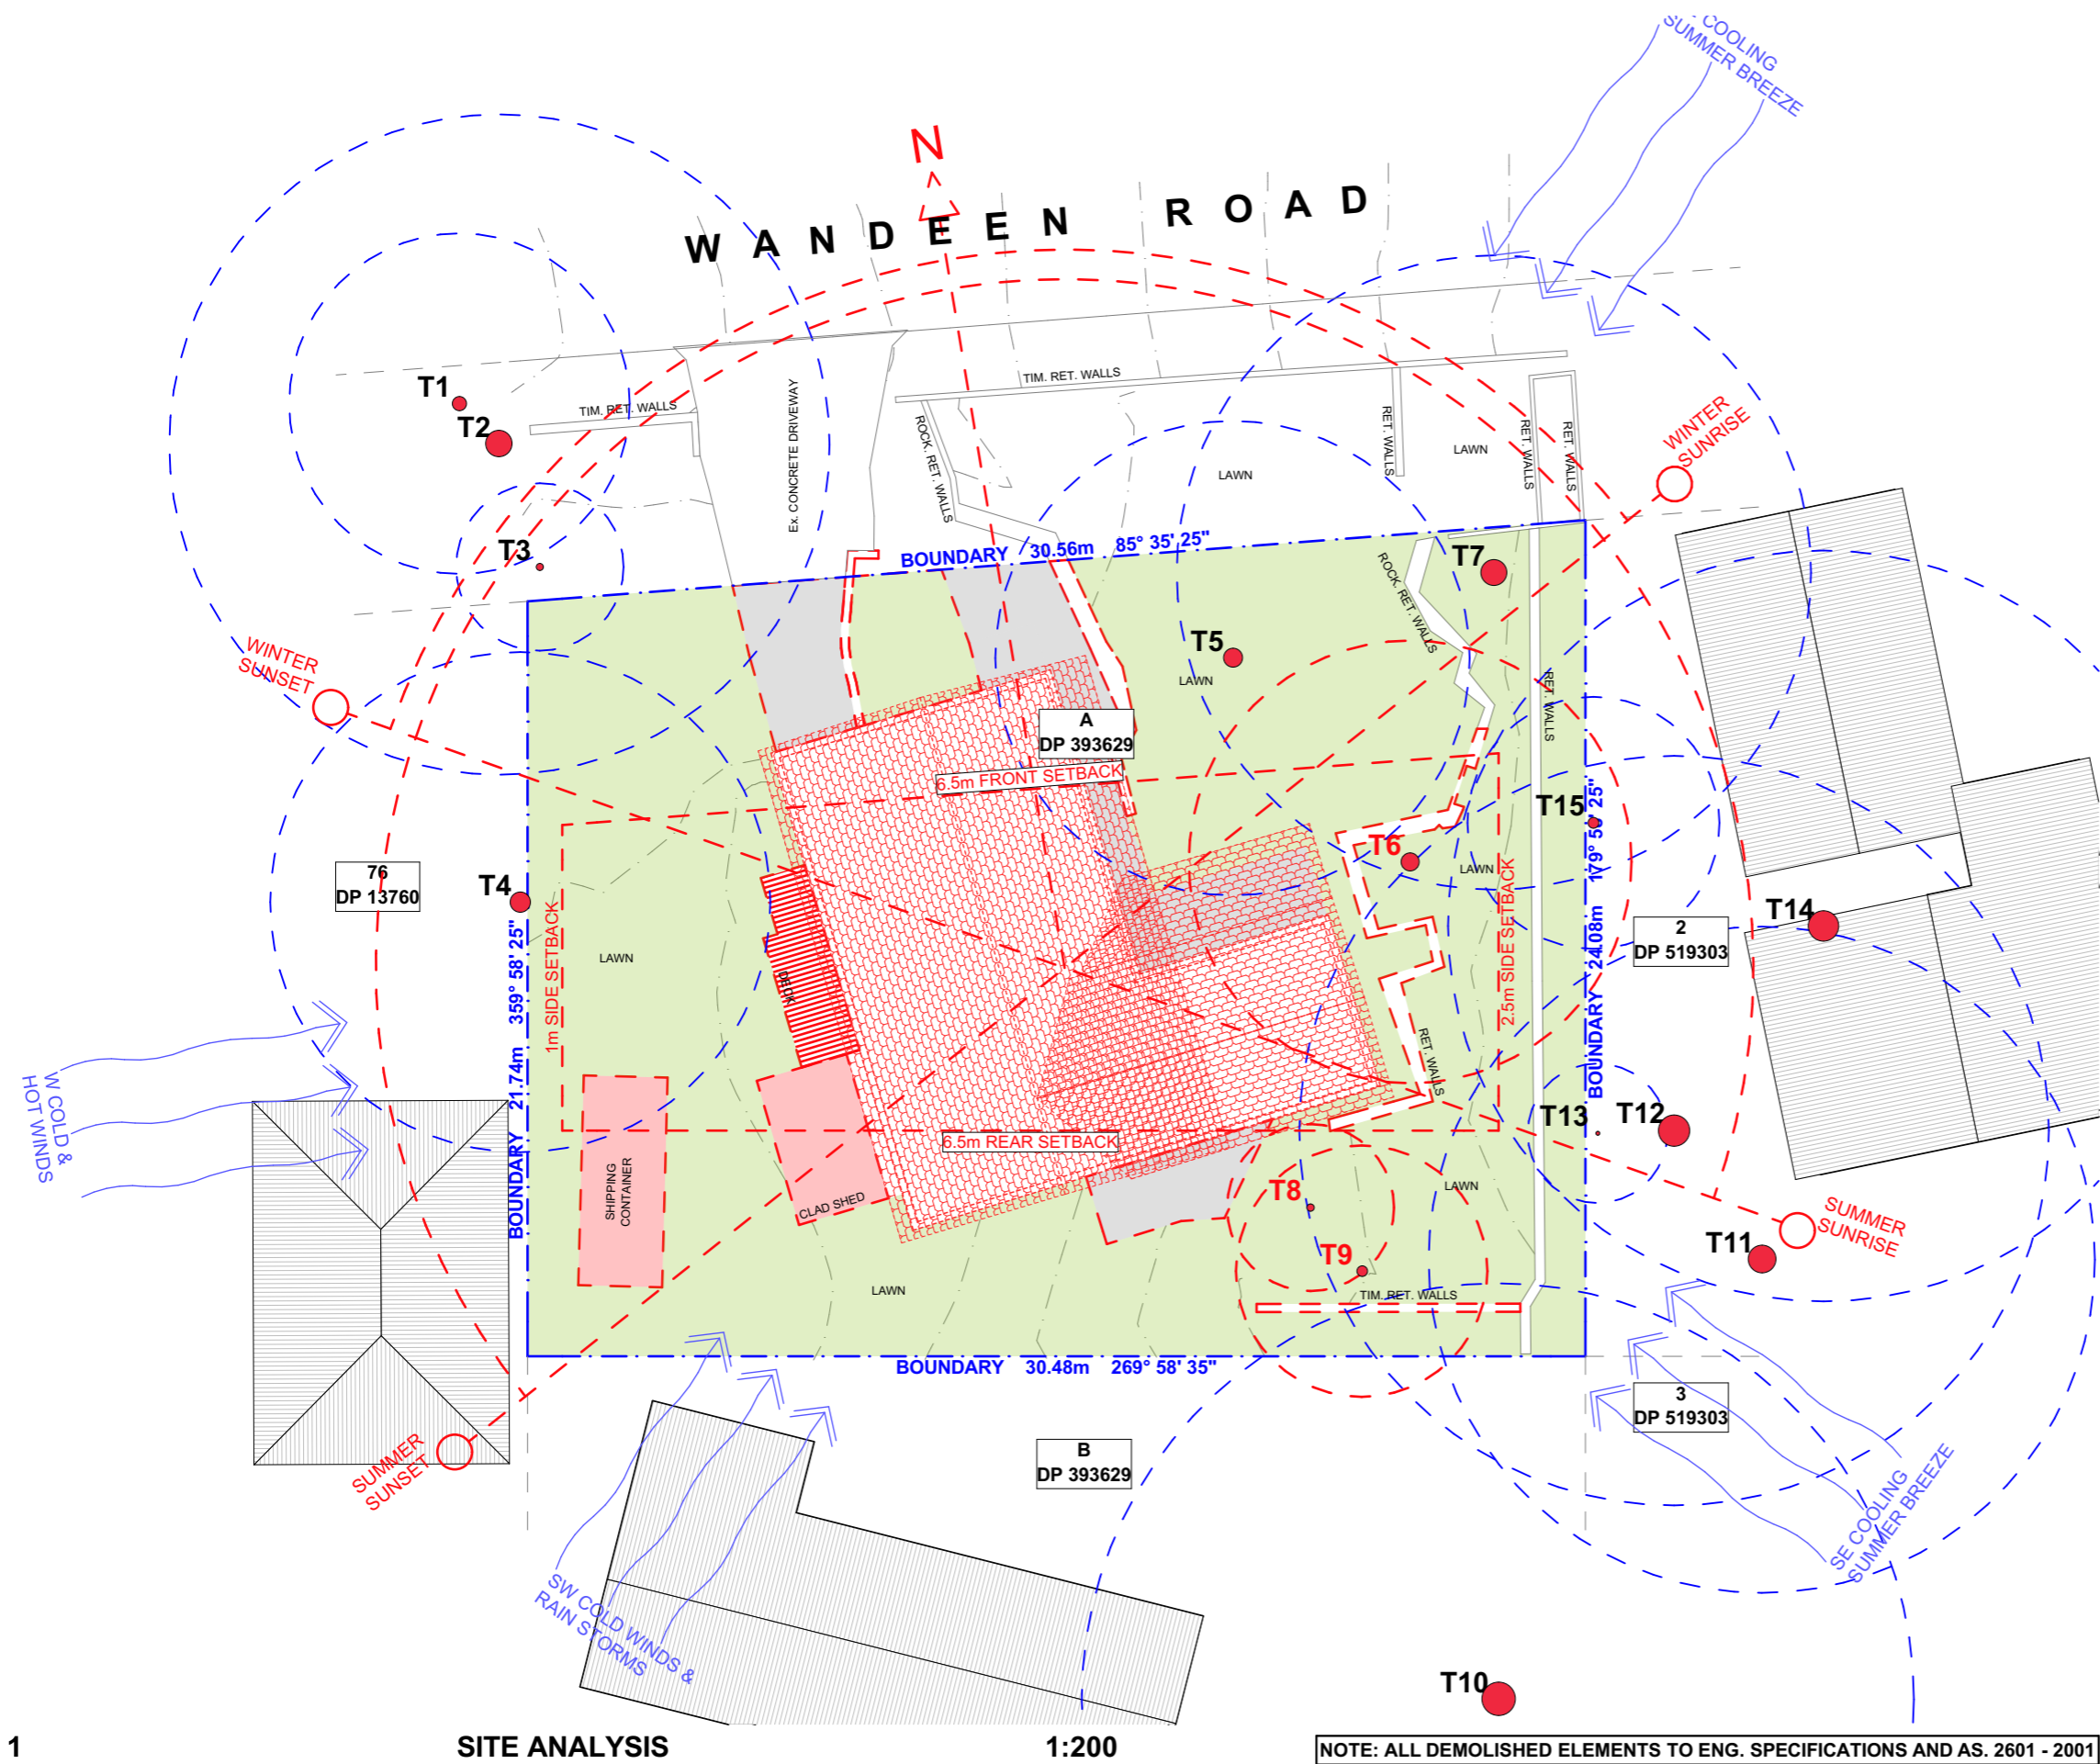 COOLING
SUMMER BREEZE
N
WANDEEN ROAD
T1
T2
TIM. RET. WALLS
Ex. CONCRETE DRIVEWAY
ROCK. RET. WALLS
TIM. RET. WALLS
LAWN
RET. WALLS
LAWN
RET. WALLS
RET. WALLS
WINTER
SUNRISE
T3
BOUNDARY 30.56m 85° 35' 25"
T7
ROCK. RET. WALLS
WINTER
SUNSET
T5
LAWN
RET. WALLS
A
DP 393629
6.5m FRONT SETBACK
T15
T6
LAWN
76
DP 13760
T4
BOUNDARY 21.74m 359° 58' 25"
1m SIDE SETBACK
LAWN
DECK
2.5m SIDE SETBACK
BOUNDARY 24.08m 179° 58' 25"
2
DP 519303
T14
RET. WALLS
W COLD &
HOT WINDS
T13
T12
6.5m REAR SETBACK
SHIPPING
CONTAINER
CLAD SHED
T8
LAWN
SUMMER
SUNRISE
T11
T9
LAWN
TIM. RET. WALLS
BOUNDARY 30.48m 269° 58' 35"
3
DP 519303
B
DP 393629
SUMMER
SUNSET
SE COOLING
SUMMER BREEZE
SW COLD WINDS &
RAIN STORMS
T10
1
SITE ANALYSIS
1:200
NOTE: ALL DEMOLISHED ELEMENTS TO ENG. SPECIFICATIONS AND AS. 2601 - 2001